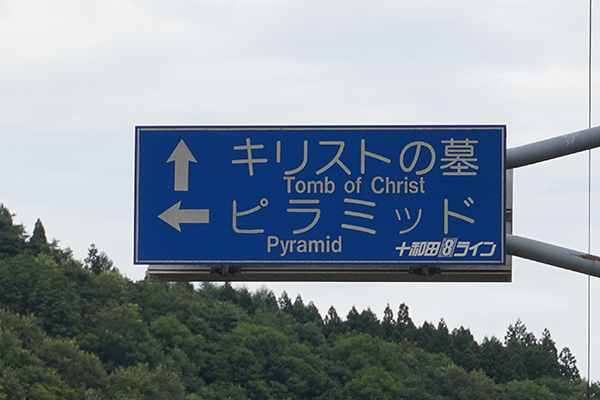 キリストの墓
Tomb of Christ
ピラミッド
Pyramid
十和田8ライン